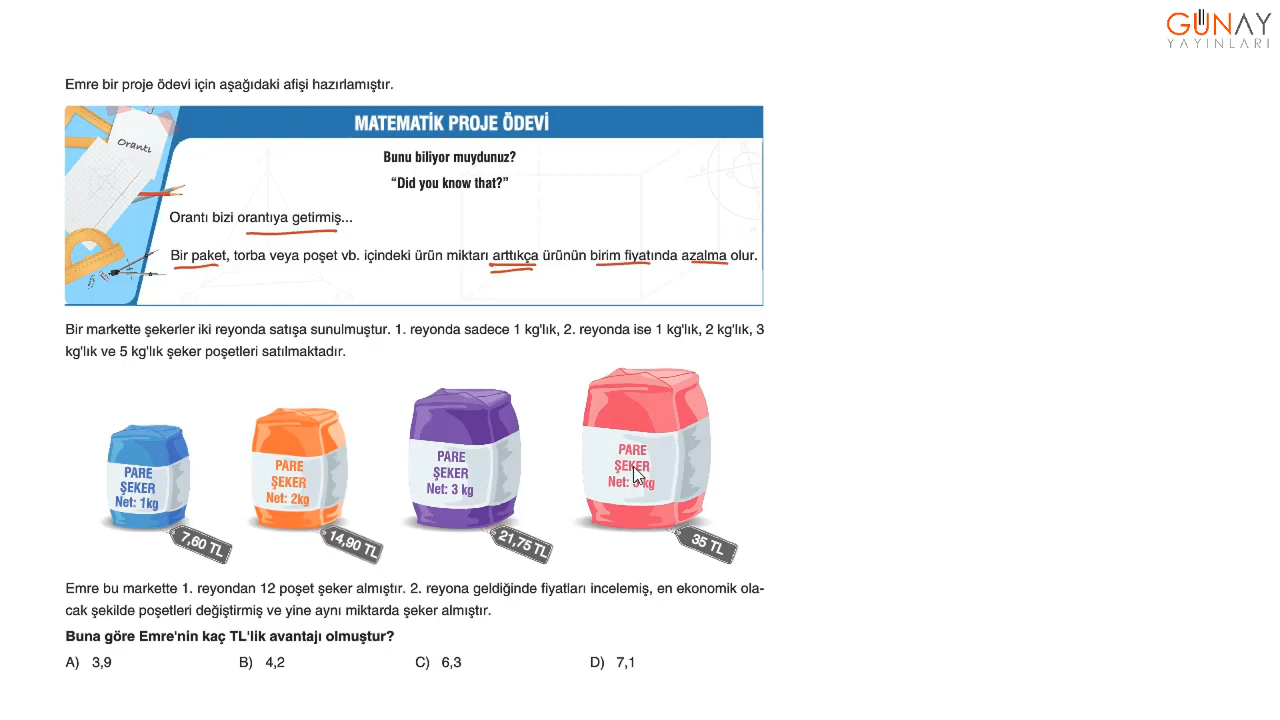 GÜNAY
YAYINLARI
Emre bir proje ödevi için aşağıdaki afişi hazırlamıştır.
Orantı
MATEMATİK PROJE ÖDEVİ
Bunu biliyor muydunuz?
“Did you know that?”
Orantı bizi orantıya getirmiş...
Bir paket, torba veya poşet vb. içindeki ürün miktarı arttıkça ürünün birim fiyatında azalma olur.
Bir markette şekerler iki reyonda satışa sunulmuştur. 1. reyonda sadece 1 kg'lık, 2. reyonda ise 1 kg'lık, 2 kg'lık, 3
kg'lık ve 5 kg'lık şeker poşetleri satılmaktadır.
PARE
ŞEKER
Net: 1kg
7,60 TL
PARE
ŞEKER
Net: 2kg
14,90 TL
PARE
ŞEKER
Net: 3 kg
21,75 TL
PARE
ŞEKER
Net: 5 kg
35 TL
Emre bu markette 1. reyondan 12 poşet şeker almıştır. 2. reyona geldiğinde fiyatları incelemiş, en ekonomik ola-
cak şekilde poşetleri değiştirmiş ve yine aynı miktarda şeker almıştır.
Buna göre Emre'nin kaç TL'lik avantajı olmuştur?
A) 3,9 B) 4,2 C) 6,3 D) 7,1